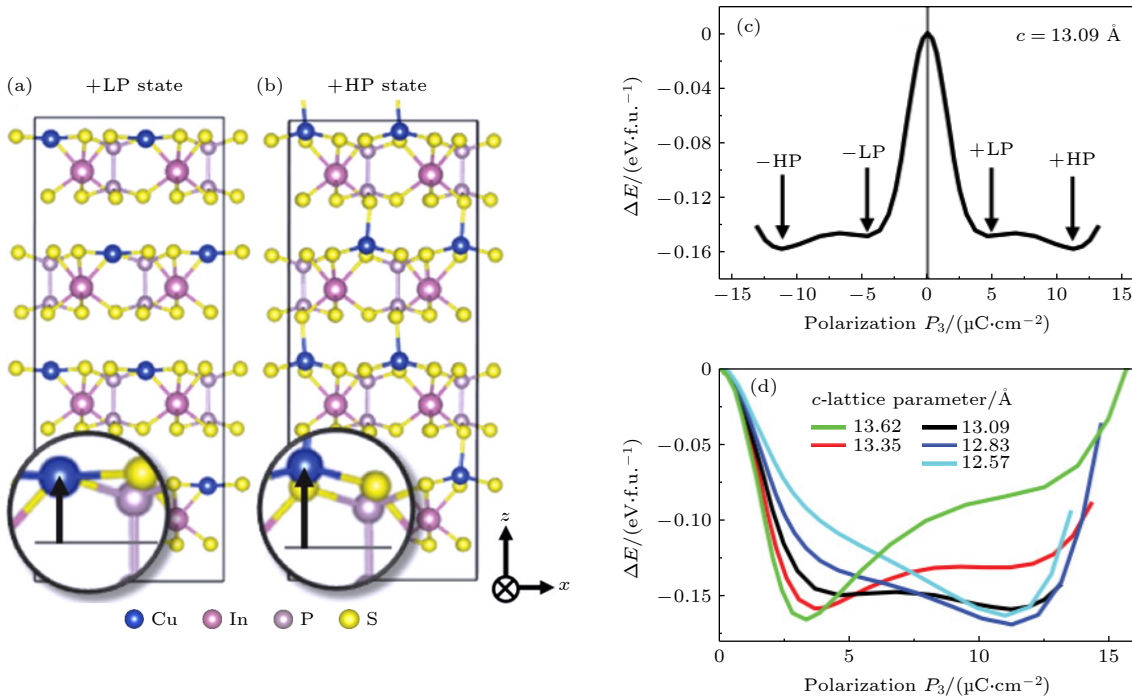 (a)
+LP state
(b)
+HP state
z
x
Cu
In
P
S
(c)
c = 13.09 Å
ΔE/(eV·f.u.⁻¹)
0
−0.04
−0.08
−0.12
−0.16
−HP
−LP
+LP
+HP
−15
−10
−5
0
5
10
15
Polarization P₃/(µC·cm⁻²)
(d)
c-lattice parameter/Å
13.62
13.09
13.35
12.83
12.57
ΔE/(eV·f.u.⁻¹)
0
−0.05
−0.10
−0.15
0
5
10
15
Polarization P₃/(µC·cm⁻²)